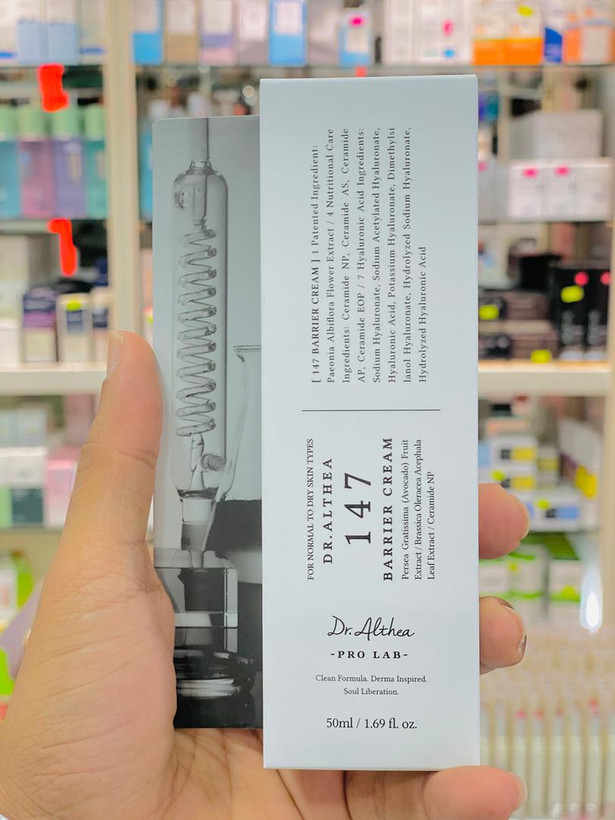 [ 147 BARRIER CREAM ] 1 Patented Ingredient:
Paeonia Albiflora Flower Extract / 4 Nutritional Care
Ingredients: Ceramide NP, Ceramide AS, Ceramide
AP, Ceramide EOP / 7 Hyaluronic Acid Ingredients:
Sodium Hyaluronate, Sodium Acetylated Hyaluronate,
Hyaluronic Acid, Potassium Hyaluronate, Dimethylsi
lanol Hyaluronate, Hydrolyzed Sodium Hyaluronate,
Hydrolyzed Hyaluronic Acid
FOR NORMAL TO DRY SKIN TYPES
DR.ALTHEA
147
BARRIER CREAM
Persea Gratissima (Avocado) Fruit
Extract / Brassica Oleracea Acephala
Leaf Extract / Ceramide NP
Dr.Althea
-PRO LAB-
Clean Formula. Derma Inspired.
Soul Liberation.
50ml / 1.69 fl. oz.